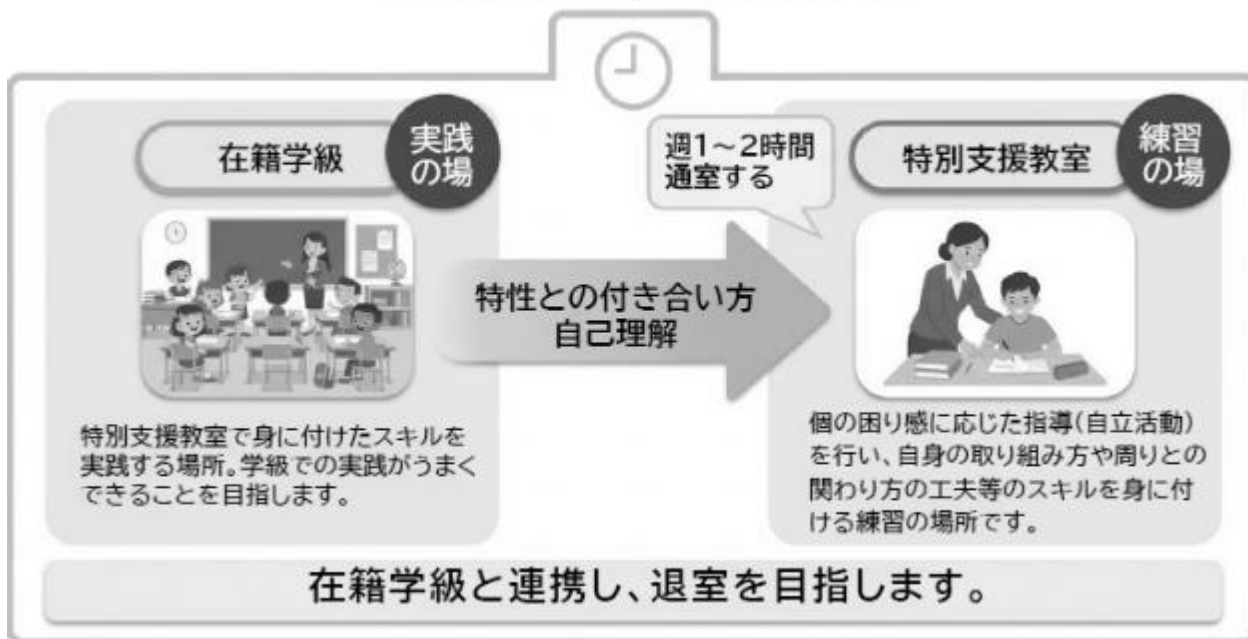 在籍学級
実践
の場
特別支援教室で身に付けたスキルを
実践する場所。学級での実践がうまく
できることを目指します。
特性との付き合い方
自己理解
週1～2時間
通室する
特別支援教室
練習
の場
個の困り感に応じた指導(自立活動)
を行い、自身の取り組み方や周りとの
関わり方の工夫等のスキルを身に付
ける練習の場所です。
在籍学級と連携し、退室を目指します。